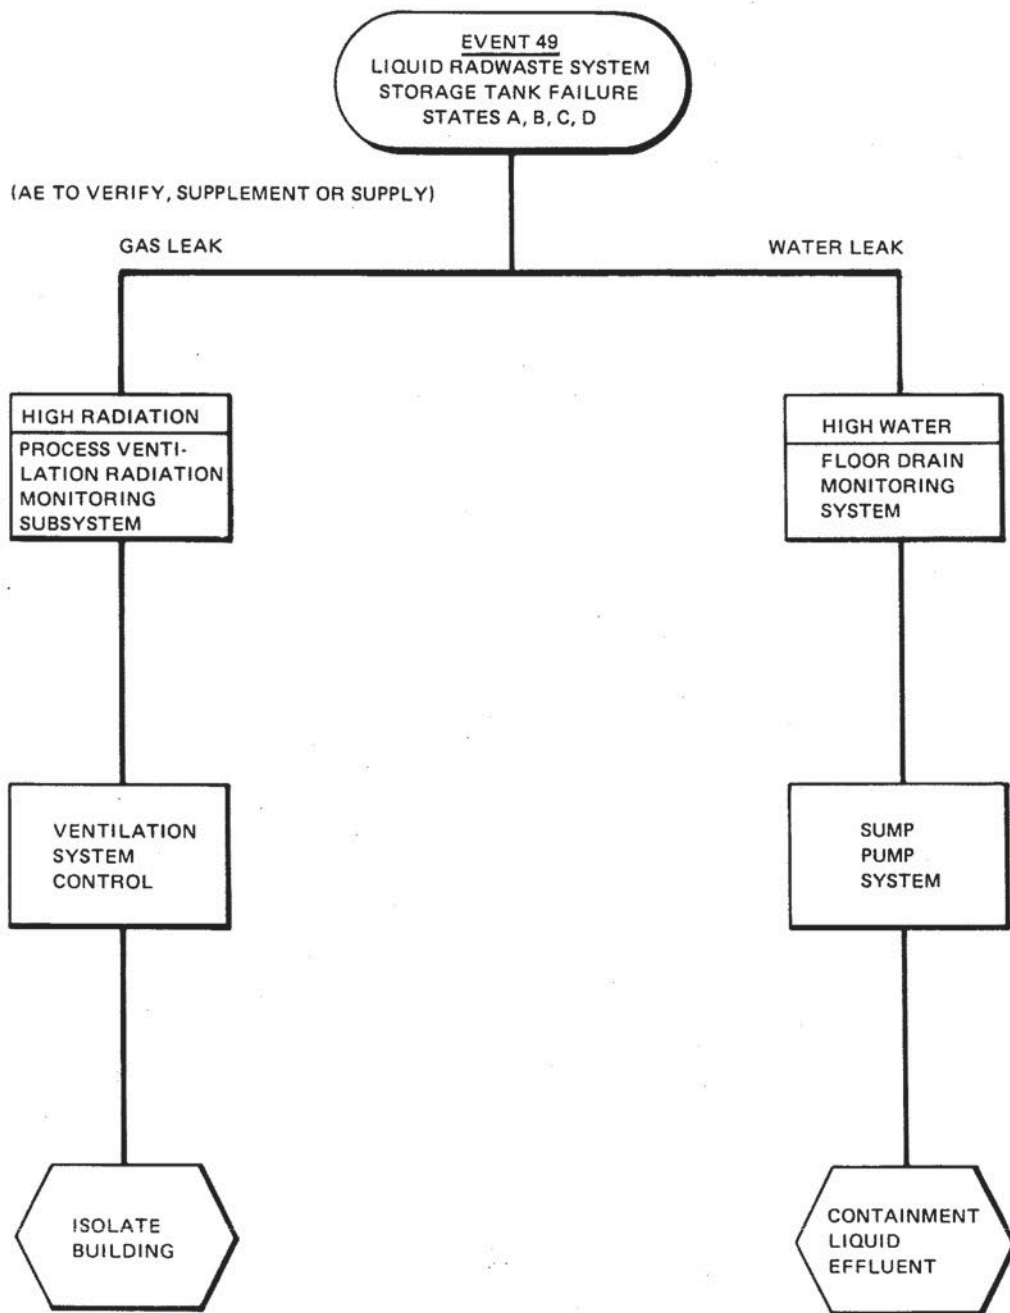 EVENT 49
LIQUID RADWASTE SYSTEM
STORAGE TANK FAILURE
STATES A, B, C, D
(AE TO VERIFY, SUPPLEMENT OR SUPPLY)
GAS LEAK
WATER LEAK
HIGH RADIATION
PROCESS VENTI-
LATION RADIATION
MONITORING
SUBSYSTEM
HIGH WATER
FLOOR DRAIN
MONITORING
SYSTEM
VENTILATION
SYSTEM
CONTROL
SUMP
PUMP
SYSTEM
ISOLATE
BUILDING
CONTAINMENT
LIQUID
EFFLUENT